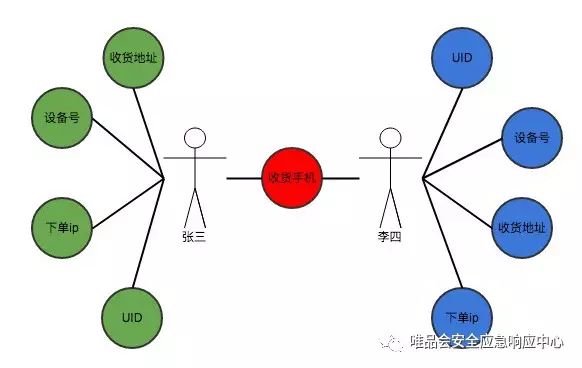 收货地址
UID
设备号
设备号
收货手机
下单ip
收货地址
张三
李四
UID
下单ip
唯品会安全应急响应中心